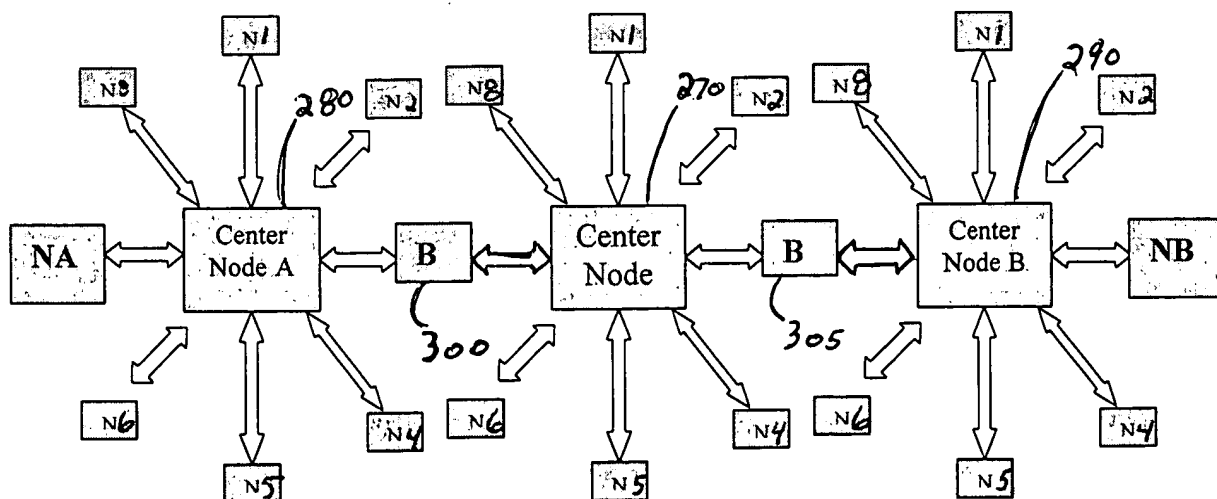 N1
N1
N1
N8
280
N2
N8
270
N2
N8
290
N2
NA
Center
Node A
B
Center
Node
B
Center
Node B.
NB
300
305
N6
N4
N6
N4
N6
N4
N5
N5
N5